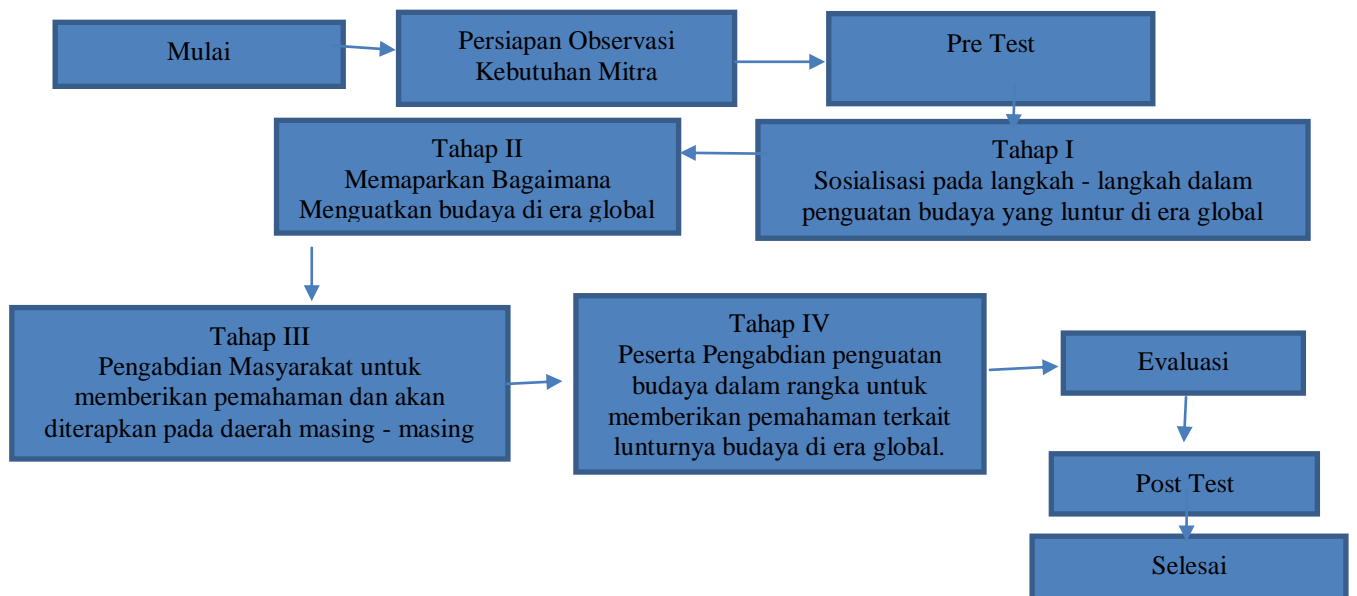 Mulai
Persiapan Observasi
Kebutuhan Mitra
Pre Test
Tahap I
Sosialisasi pada langkah - langkah dalam
penguatan budaya yang luntur di era global
Tahap II
Memaparkan Bagaimana
Menguatkan budaya di era global
Tahap III
Pengabdian Masyarakat untuk
memberikan pemahaman dan akan
diterapkan pada daerah masing - masing
Tahap IV
Peserta Pengabdian penguatan
budaya dalam rangka untuk
memberikan pemahaman terkait
lunturnya budaya di era global.
Evaluasi
Post Test
Selesai